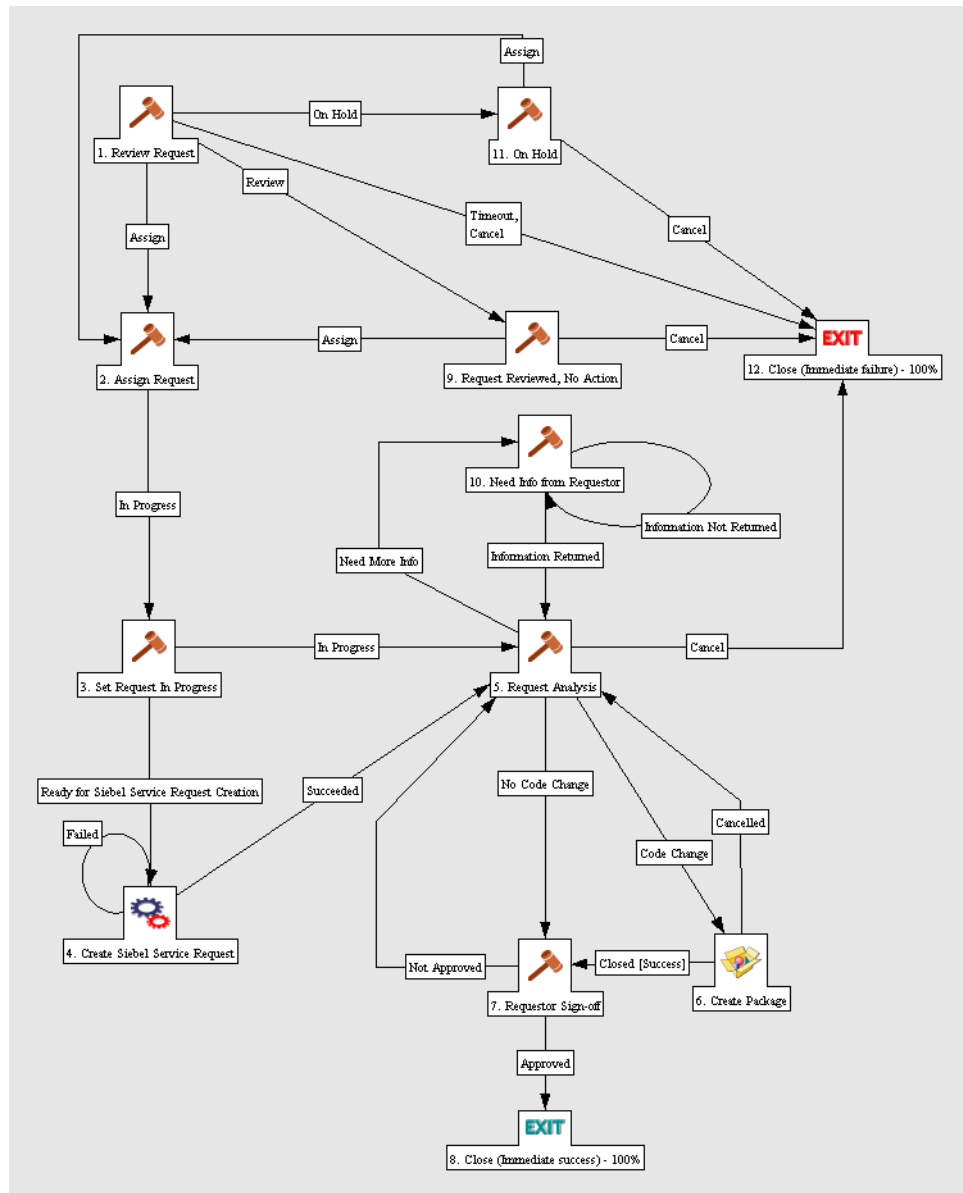 Assign
On Hold
1. Review Request
11. On Hold
Review
Timeout,
Cancel
Cancel
Assign
EXIT
Assign
Cancel
2. Assign Request
9. Request Reviewed, No Action
12. Close (Immediate failure) - 100%
10. Need Info from Requestor
In Progress
Information Not Returned
Need More Info
Information Returned
In Progress
Cancel
3. Set Request In Progress
5. Request Analysis
Ready for Siebel Service Request Creation
Succeeded
No Code Change
Failed
Cancelled
Code Change
4. Create Siebel Service Request
Not Approved
Closed [Success]
7. Requestor Sign-off
6. Create Package
Approved
EXIT
8. Close (Immediate success) - 100%